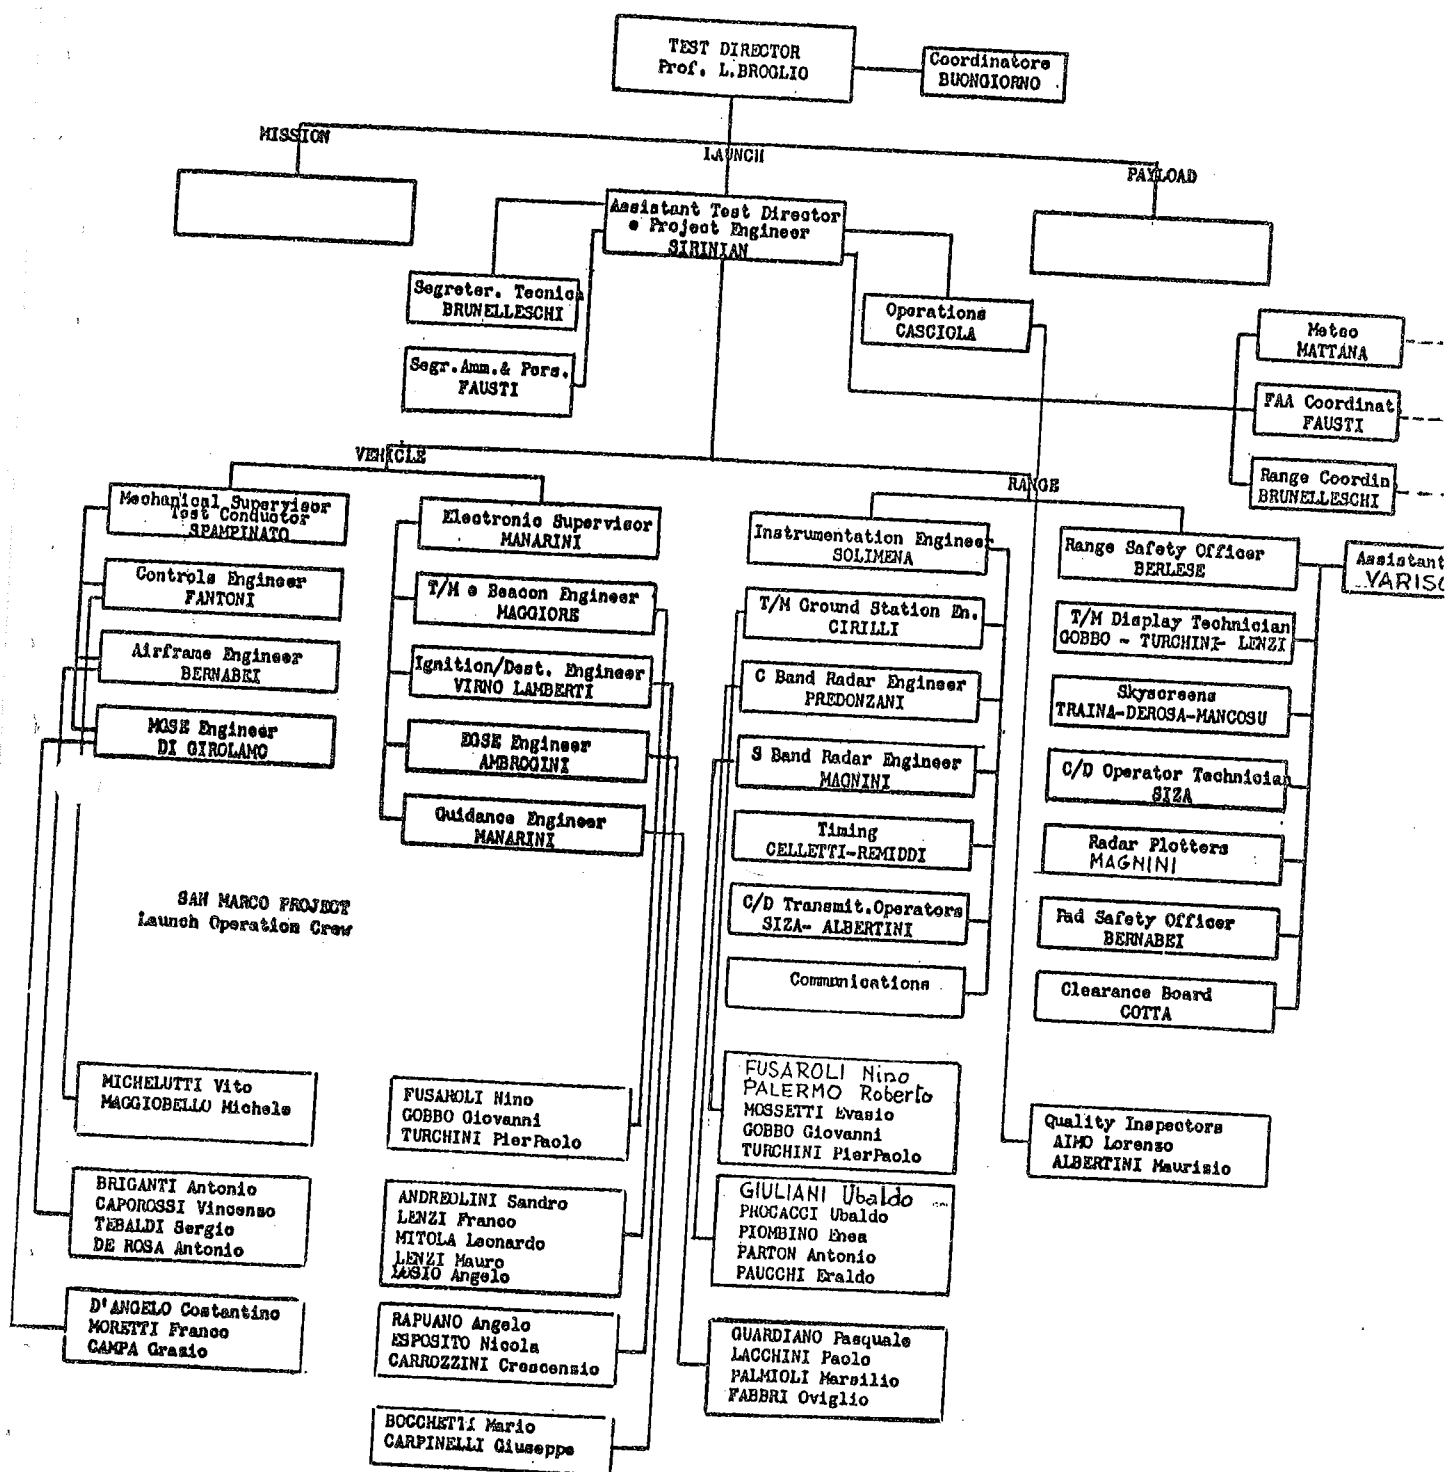 TEST DIRECTOR
Prof. L.BROGLIO
Coordinatore
BUONGIORNO
MISSION
LAUNCH
PAYLOAD
Assistant Test Director
e Project Engineer
SIRINIAN
Segreter. Tecnica
BRUNELLESCHI
Operations
CASCIOLA
Meteo
MATTANA
Segr.Amm.& Pers.
FAUSTI
FAA Coordinat
FAUSTI
Range Coordin
BRUNELLESCHI
VEHICLE
RANGE
Mechanical Supervisor
Test Conductor
SPAMPINATO
Electronic Supervisor
MANARINI
Instrumentation Engineer
SOLIMENA
Range Safety Officer
BERLESE
Assistant
VARISC
Controls Engineer
FANTONI
T/M e Beacon Engineer
MAGGIORE
T/M Ground Station En.
CIRILLI
T/M Display Technician
GOBBO - TURCHINI- LENZI
Airframe Engineer
BERNABEI
Ignition/Dest. Engineer
VIRNO LAMBERTI
C Band Radar Engineer
PREDONZANI
Skyscreens
TRAINA-DEROSA-MANCOSU
MGSE Engineer
DI GIROLAMO
EGSE Engineer
AMBROGINI
S Band Radar Engineer
MAGNINI
C/D Operator Technician
SIZA
Guidance Engineer
MANARINI
Timing
CELLETTI-REMIDDI
Radar Plotters
MAGNINI
SAN MARCO PROJECT
Launch Operation Crew
C/D Transmit.Operators
SIZA- ALBERTINI
Pad Safety Officer
BERNABEI
Communications
Clearance Board
COTTA
MICHELUTTI Vito
MAGGIOBELLO Michele
FUSAROLI Nino
GOBBO Giovanni
TURCHINI PierPaolo
FUSAROLI Nino
PALERMO Roberto
MOSSETTI Evasio
GOBBO Giovanni
TURCHINI PierPaolo
Quality Inspectors
AIMO Lorenzo
ALBERTINI Maurizio
BRIGANTI Antonio
CAPOROSSI Vincenzo
TEBALDI Sergio
DE ROSA Antonio
ANDREOLINI Sandro
LENZI Franco
MITOLA Leonardo
LENZI Mauro
LOSIO Angelo
GIULIANI Ubaldo
PROCACCI Ubaldo
PIOMBINO Enea
PARTON Antonio
PAUCCHI Eraldo
D'ANGELO Costantino
MORETTI Franco
CAMPA Grazio
RAPUANO Angelo
ESPOSITO Nicola
CARROZZINI Crescenzio
GUARDIANO Pasquale
LACCHINI Paolo
PALMIOLI Marsilio
FABBRI Oviglio
BOCCHETTI Mario
CARPINELLI Giuseppe